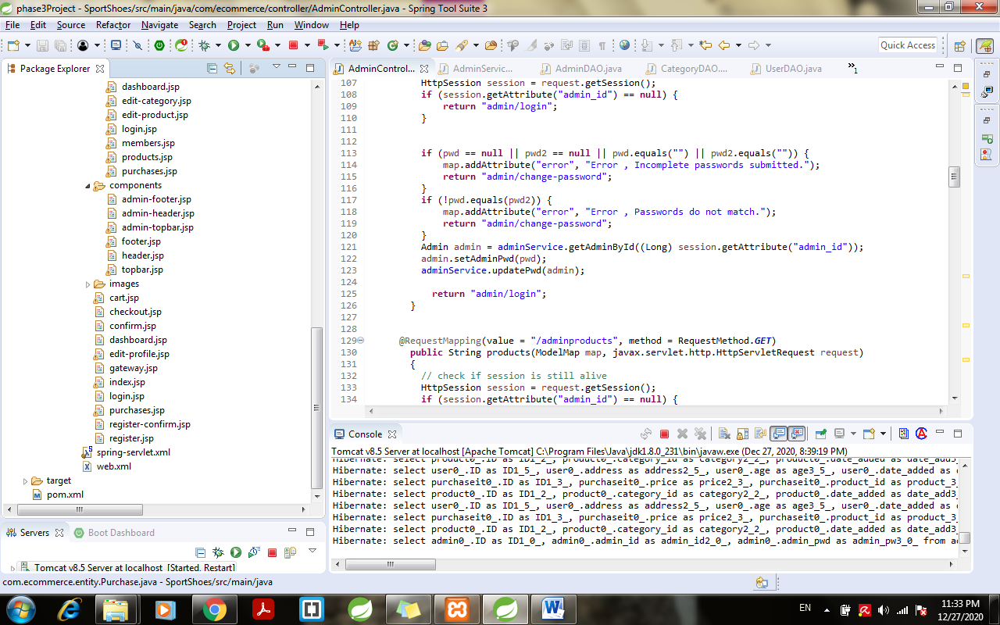 phase3Project - SportShoes/src/main/java/com/ecommerce/controller/AdminController.java - Spring Tool Suite 3
File Edit Source Refactor Navigate Search Project Run Window Help
Quick Access
Package Explorer
dashboard.jsp
edit-category.jsp
edit-product.jsp
login.jsp
members.jsp
products.jsp
purchases.jsp
components
admin-footer.jsp
admin-header.jsp
admin-topbar.jsp
footer.jsp
header.jsp
topbar.jsp
images
cart.jsp
checkout.jsp
confirm.jsp
dashboard.jsp
edit-profile.jsp
gateway.jsp
index.jsp
login.jsp
purchases.jsp
register-confirm.jsp
register.jsp
spring-servlet.xml
web.xml
target
pom.xml
Servers Boot Dashboard
Tomcat v8.5 Server at localhost [Started, Restart]
AdminControl... AdminServic... AdminDAO.java CategoryDAO.... UserDAO.java »1
107 HttpSession session = request.getSession();
108 if (session.getAttribute("admin_id") == null) {
109 return "admin/login";
110 }
111
112
113 if (pwd == null || pwd2 == null || pwd.equals("") || pwd2.equals("")) {
114 map.addAttribute("error", "Error , Incomplete passwords submitted.");
115 return "admin/change-password";
116 }
117 if (!pwd.equals(pwd2)) {
118 map.addAttribute("error", "Error , Passwords do not match.");
119 return "admin/change-password";
120 }
121 Admin admin = adminService.getAdminById((Long) session.getAttribute("admin_id"));
122 admin.setAdminPwd(pwd);
123 adminService.updatePwd(admin);
124
125 return "admin/login";
126 }
127
128
129 @RequestMapping(value = "/adminproducts", method = RequestMethod.GET)
130 public String products(ModelMap map, javax.servlet.http.HttpServletRequest request)
131 {
132 // check if session is still alive
133 HttpSession session = request.getSession();
134 if (session.getAttribute("admin_id") == null) {
Console
Tomcat v8.5 Server at localhost [Apache Tomcat] C:\Program Files\Java\jdk1.8.0_231\bin\javaw.exe (Dec 27, 2020, 8:39:19 PM)
Hibernate: select product0_.ID as ID1_2_, product0_.category_id as category2_2_, product0_.date_added as date_add3_
Hibernate: select user0_.ID as ID1_5_, user0_.address as address2_5_, user0_.age as age3_5_, user0_.date_added as
Hibernate: select purchaseit0_.ID as ID1_3_, purchaseit0_.price as price2_3_, purchaseit0_.product_id as product_3_
Hibernate: select product0_.ID as ID1_2_, product0_.category_id as category2_2_, product0_.date_added as date_add3_
Hibernate: select user0_.ID as ID1_5_, user0_.address as address2_5_, user0_.age as age3_5_, user0_.date_added as
Hibernate: select purchaseit0_.ID as ID1_3_, purchaseit0_.price as price2_3_, purchaseit0_.product_id as product_3_
Hibernate: select product0_.ID as ID1_2_, product0_.category_id as category2_2_, product0_.date_added as date_add3_
Hibernate: select admin0_.ID as ID1_0_, admin0_.admin_id as admin_id2_0_, admin0_.admin_pwd as admin_pw3_0_ from
com.ecommerce.entity.Purchase.java - SportShoes/src/main/java
EN
11:33 PM
12/27/2020